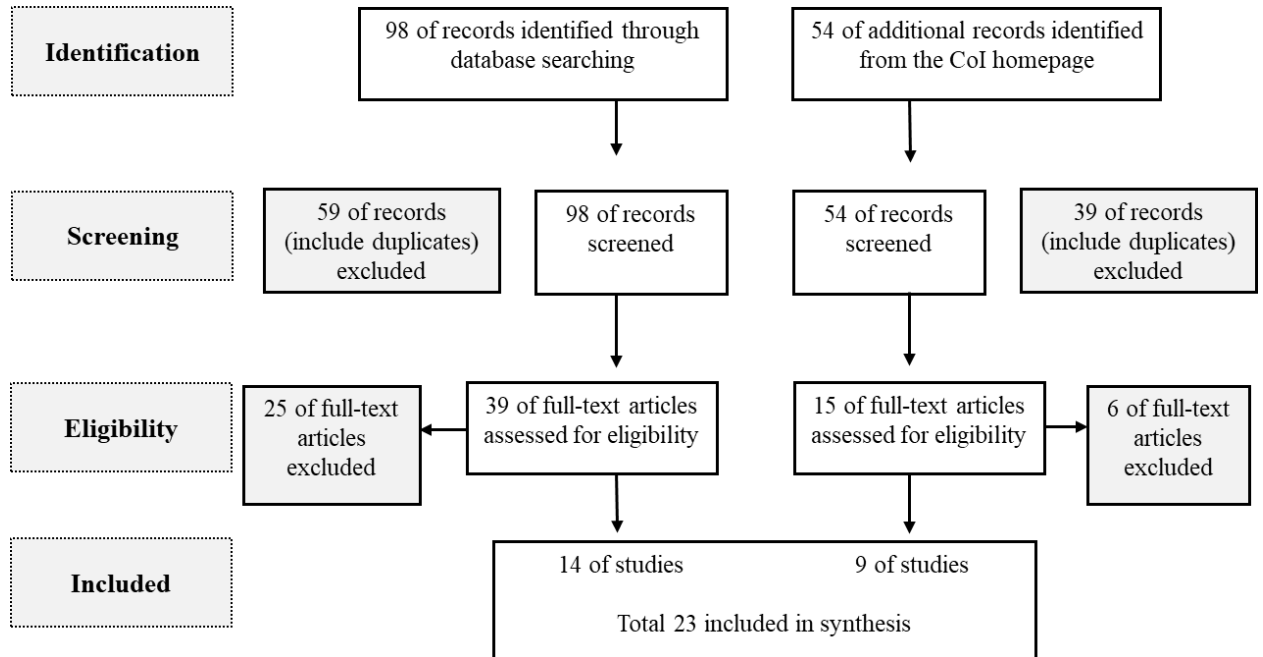 Identification
98 of records identified through
database searching
54 of additional records identified
from the CoI homepage
Screening
59 of records
(include duplicates)
excluded
98 of records
screened
54 of records
screened
39 of records
(include duplicates)
excluded
Eligibility
25 of full-text
articles
excluded
39 of full-text articles
assessed for eligibility
15 of full-text articles
assessed for eligibility
6 of full-text
articles
excluded
Included
14 of studies
9 of studies
Total 23 included in synthesis